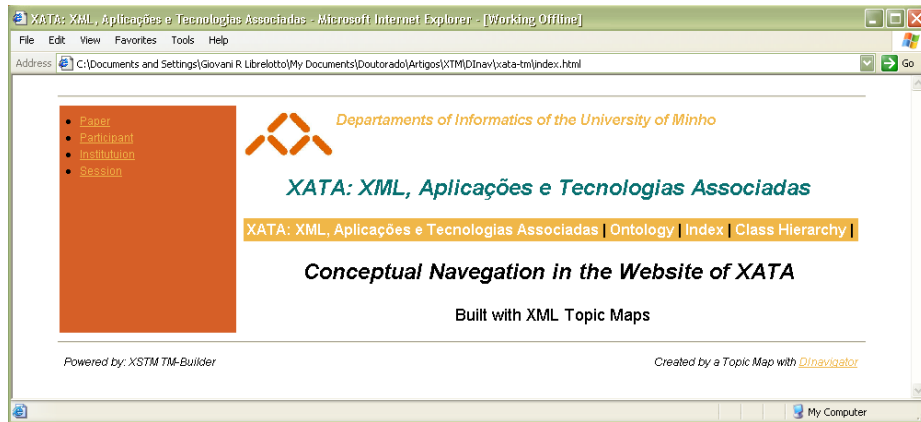 XATA: XML, Aplicações e Tecnologias Associadas - Microsoft Internet Explorer - [Working Offline]
File Edit View Favorites Tools Help
Address C:\Documents and Settings\Giovani R Librelotto\My Documents\Doutorado\Artigos\XTM\DInav\xata-tm\index.html Go
Paper
Participant
Institutuion
Session
Departaments of Informatics of the University of Minho
XATA: XML, Aplicações e Tecnologias Associadas
XATA: XML, Aplicações e Tecnologias Associadas | Ontology | Index | Class Hierarchy |
Conceptual Navigation in the Website of XATA
Built with XML Topic Maps
Powered by: XSTM TM-Builder Created by a Topic Map with DInavigator
My Computer